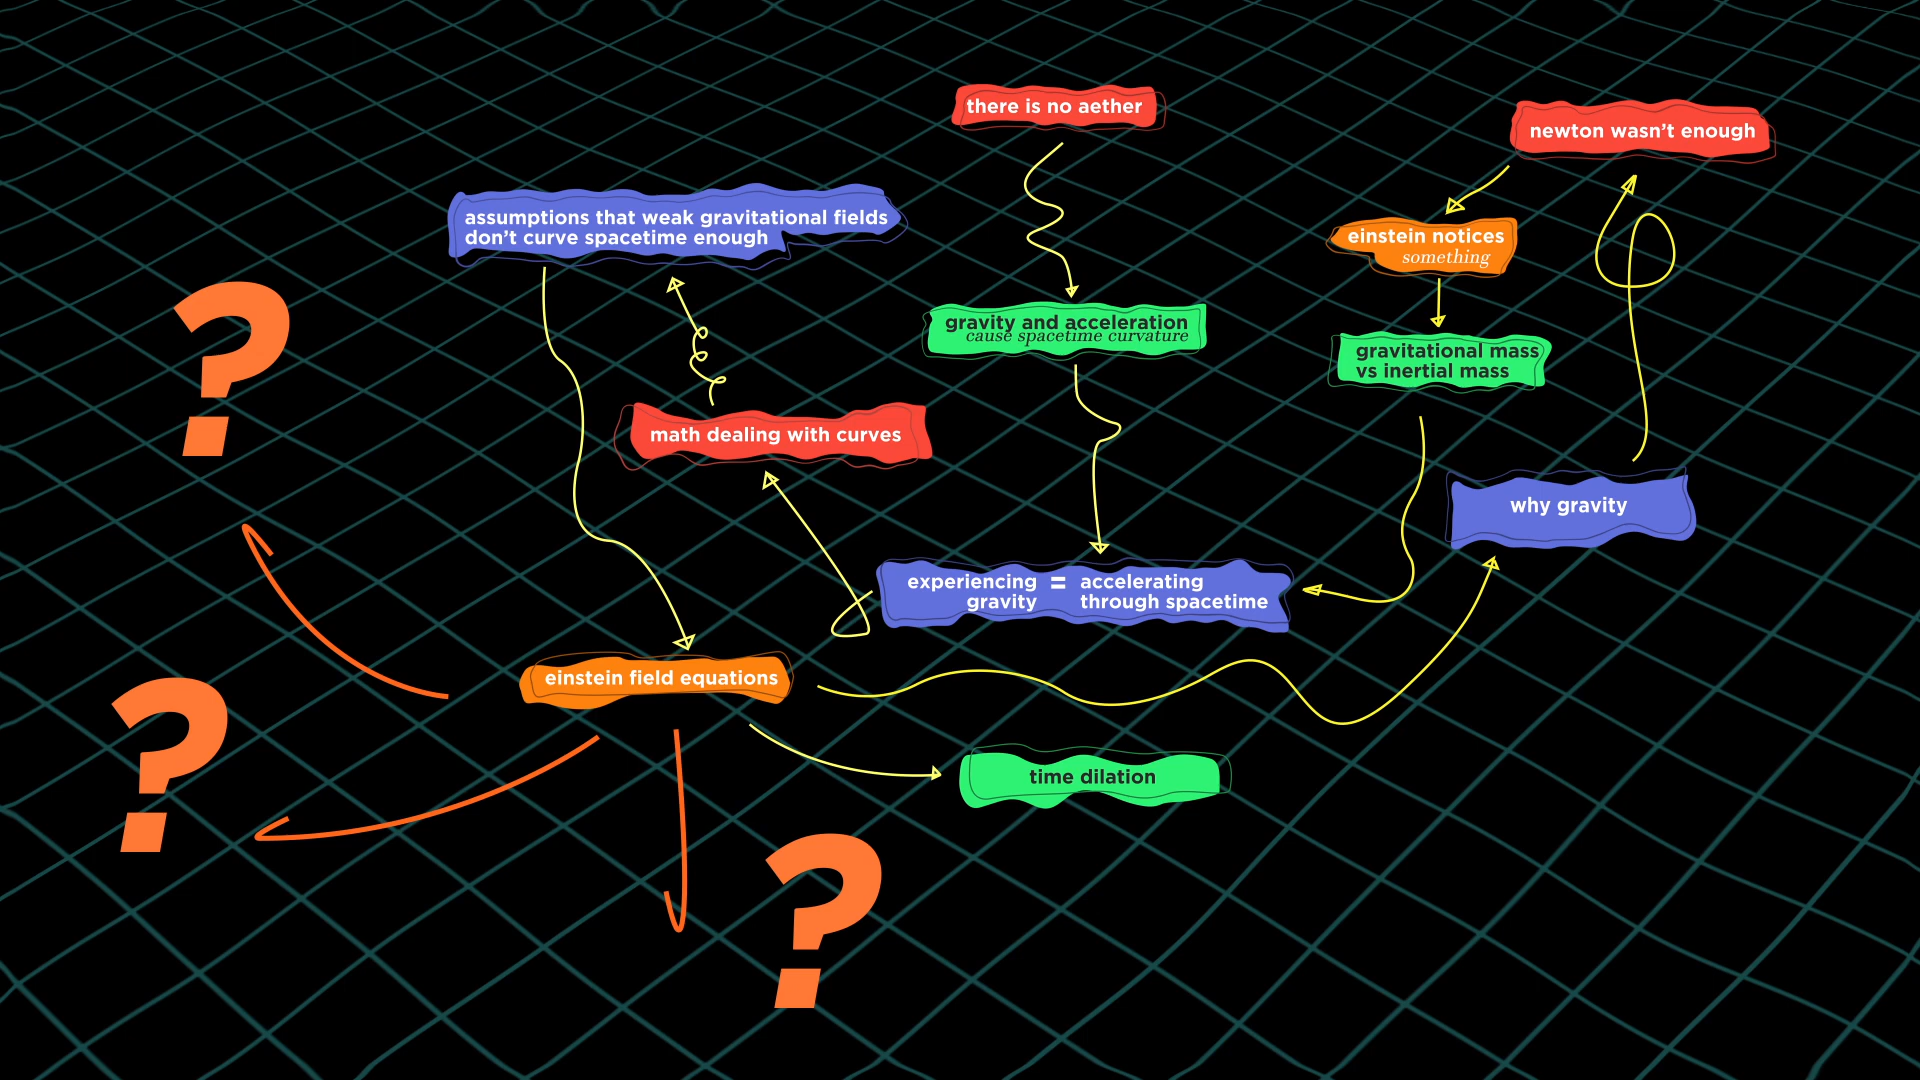 there is no aether
newton wasn’t enough
assumptions that weak gravitational fields
don’t curve spacetime enough
einstein notices
something
gravity and acceleration
cause spacetime curvature
gravitational mass
vs inertial mass
?
math dealing with curves
why gravity
experiencing = accelerating
gravity through spacetime
einstein field equations
?
time dilation
?